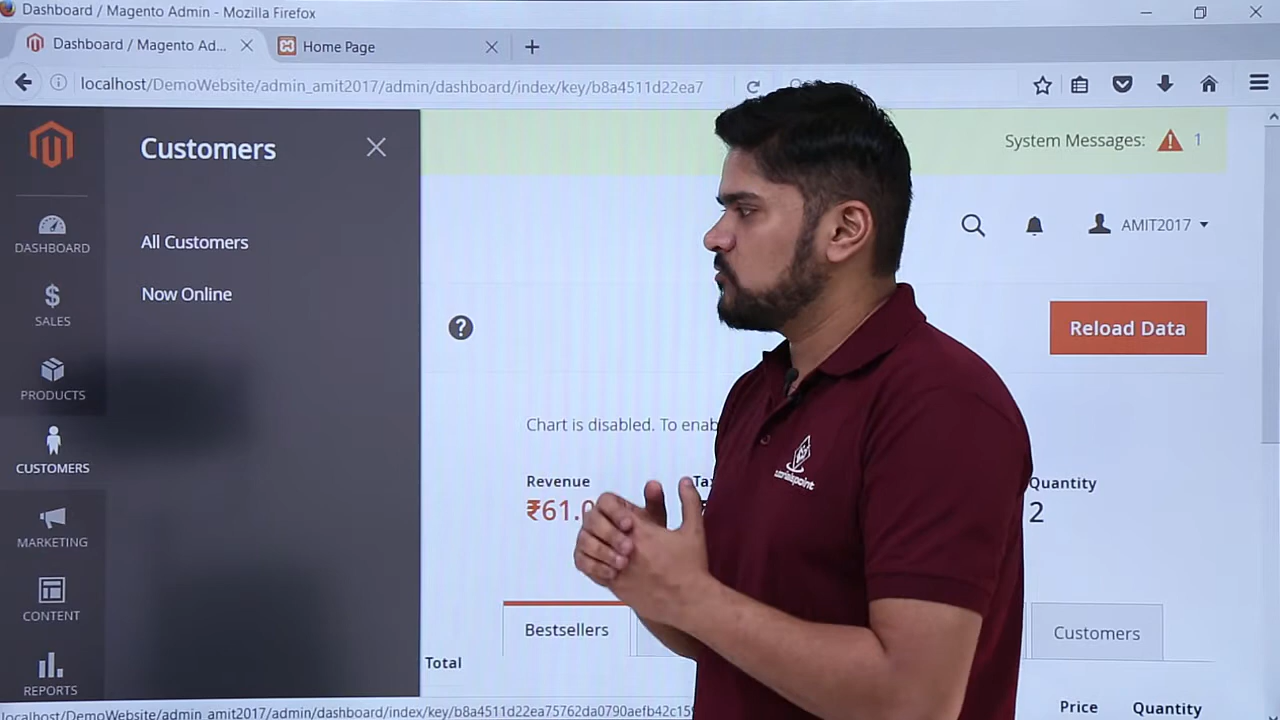 Dashboard / Magento Admin - Mozilla Firefox
Dashboard / Magento Ad...
Home Page
localhost/DemoWebsite/admin_amit2017/admin/dashboard/index/key/b8a4511d22ea7
Customers
System Messages: 1
All Customers
AMIT2017
DASHBOARD
Now Online
SALES
Reload Data
PRODUCTS
Chart is disabled. To enab
CUSTOMERS
Revenue
Quantity
₹61.0
2
tutorialspoint
MARKETING
CONTENT
Bestsellers
Customers
Total
REPORTS
Price
Quantity
localhost/DemoWebsite/admin_amit2017/admin/dashboard/index/key/b8a4511d22ea75762da0790aefb42c15